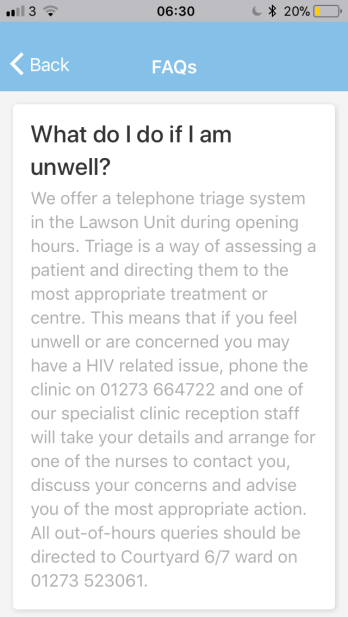 3 06:30 20%
Back FAQs
What do I do if I am
unwell?
We offer a telephone triage system
in the Lawson Unit during opening
hours. Triage is a way of assessing a
patient and directing them to the
most appropriate treatment or
centre. This means that if you feel
unwell or are concerned you may
have a HIV related issue, phone the
clinic on 01273 664722 and one of
our specialist clinic reception staff
will take your details and arrange for
one of the nurses to contact you,
discuss your concerns and advise
you of the most appropriate action.
All out-of-hours queries should be
directed to Courtyard 6/7 ward on
01273 523061.